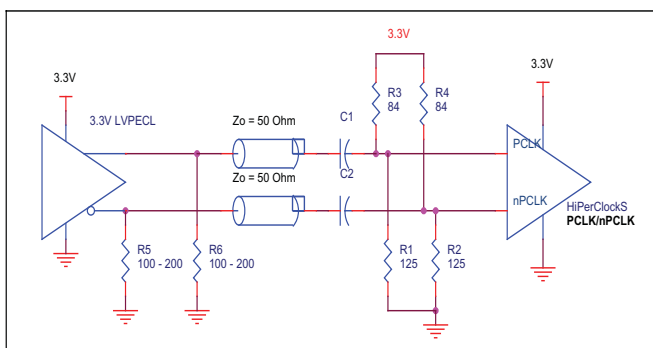 3.3V
3.3V
3.3V
3.3V LVPECL
R3
84
R4
84
Zo = 50 Ohm
C1
PCLK
Zo = 50 Ohm
C2
nPCLK
HiPerClockS
PCLK/nPCLK
R5
100 - 200
R6
100 - 200
R1
125
R2
125